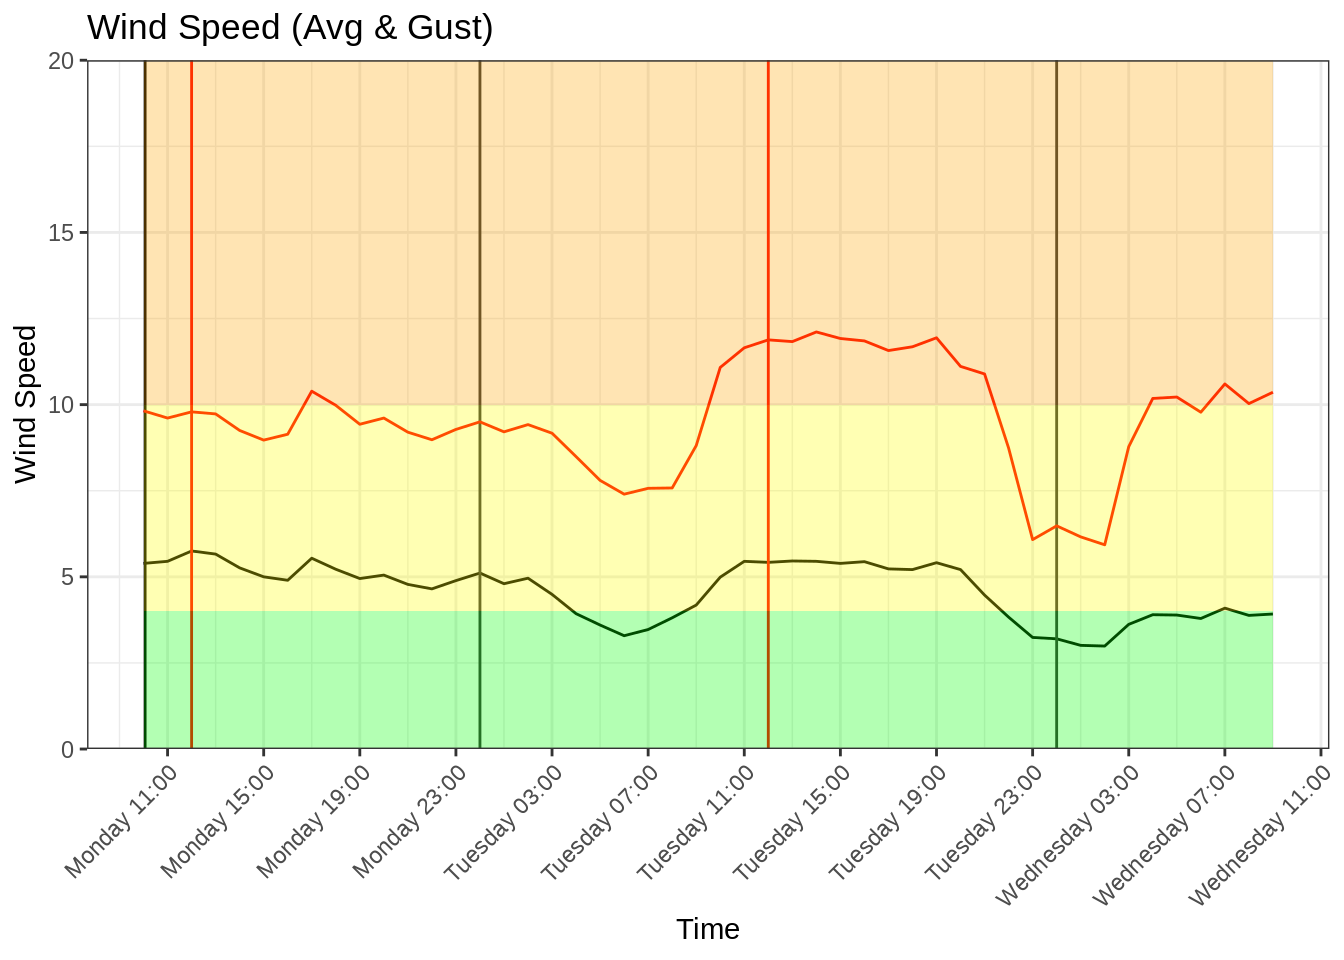 Wind Speed (Avg & Gust)
20
15
10
5
0
Wind Speed
Monday 11:00
Monday 15:00
Monday 19:00
Monday 23:00
Tuesday 03:00
Tuesday 07:00
Tuesday 11:00
Tuesday 15:00
Tuesday 19:00
Tuesday 23:00
Wednesday 03:00
Wednesday 07:00
Wednesday 11:00
Time